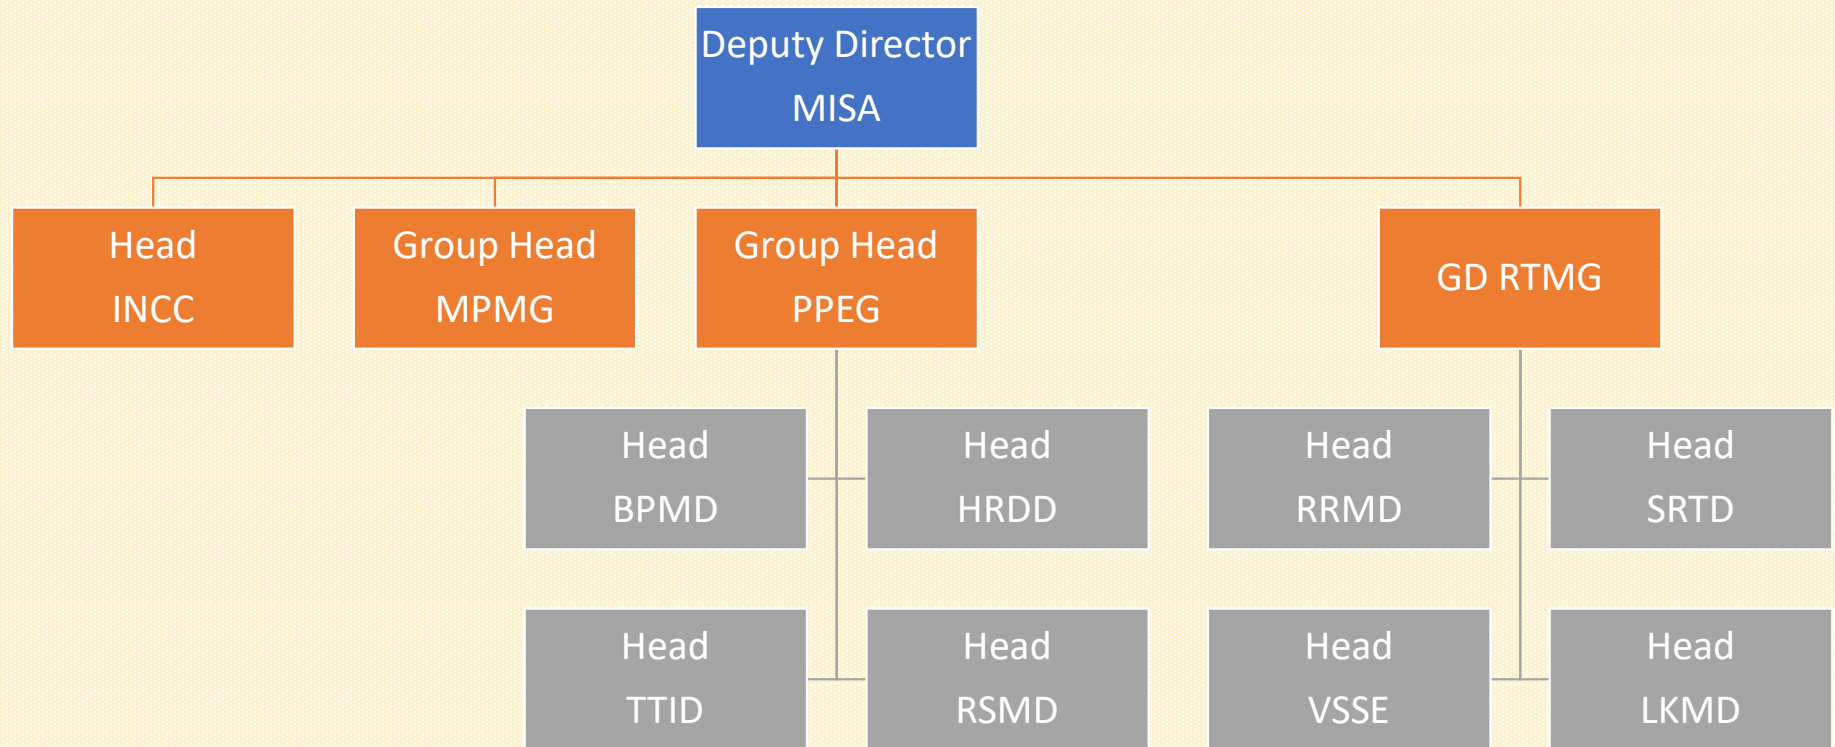 Deputy Director
MISA
Head
INCC
Group Head
MPMG
Group Head
PPEG
GD RTMG
Head
BPMD
Head
HRDD
Head
RRMD
Head
SRTD
Head
TTID
Head
RSMD
Head
VSSE
Head
LKMD